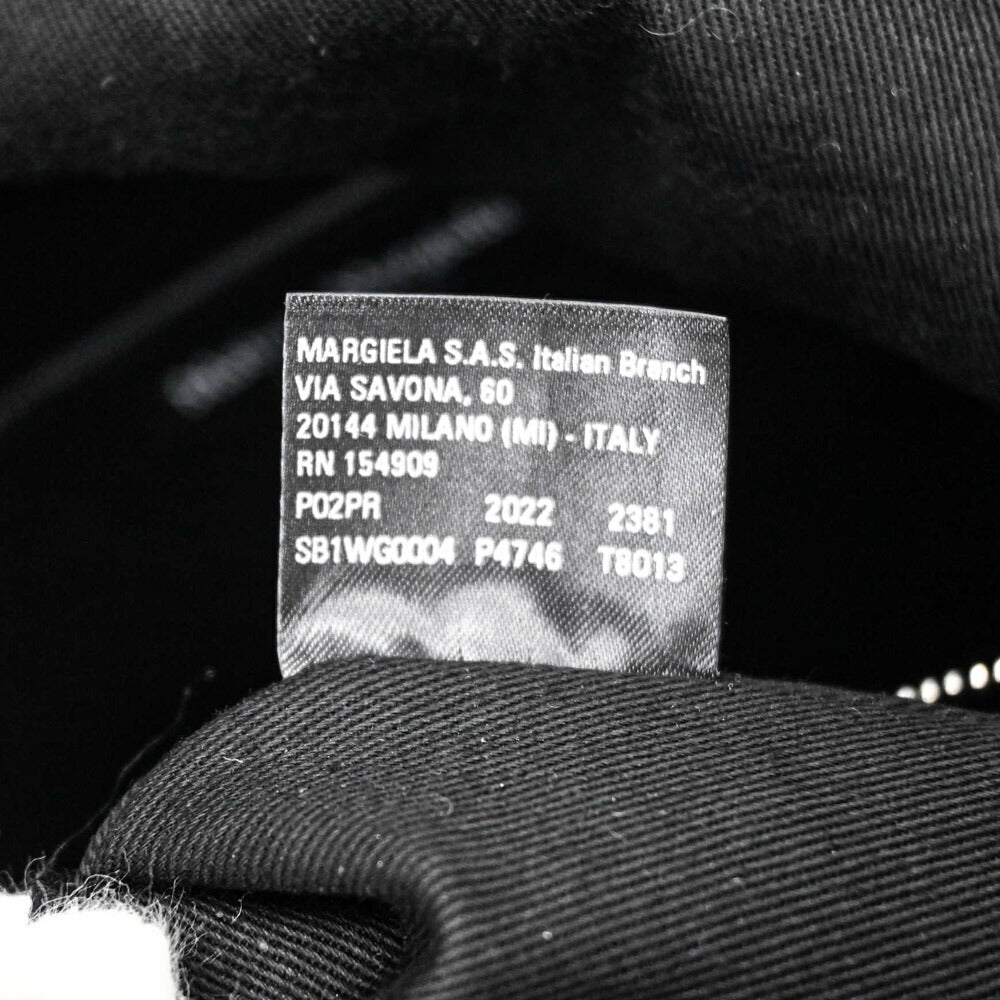 MARGIELA S.A.S. Italian Branch
VIA SAVONA, 60
20144 MILANO (MI) - ITALY
RN 154909
P02PR 2022 2381
SB1WG0004 P4746 T8013